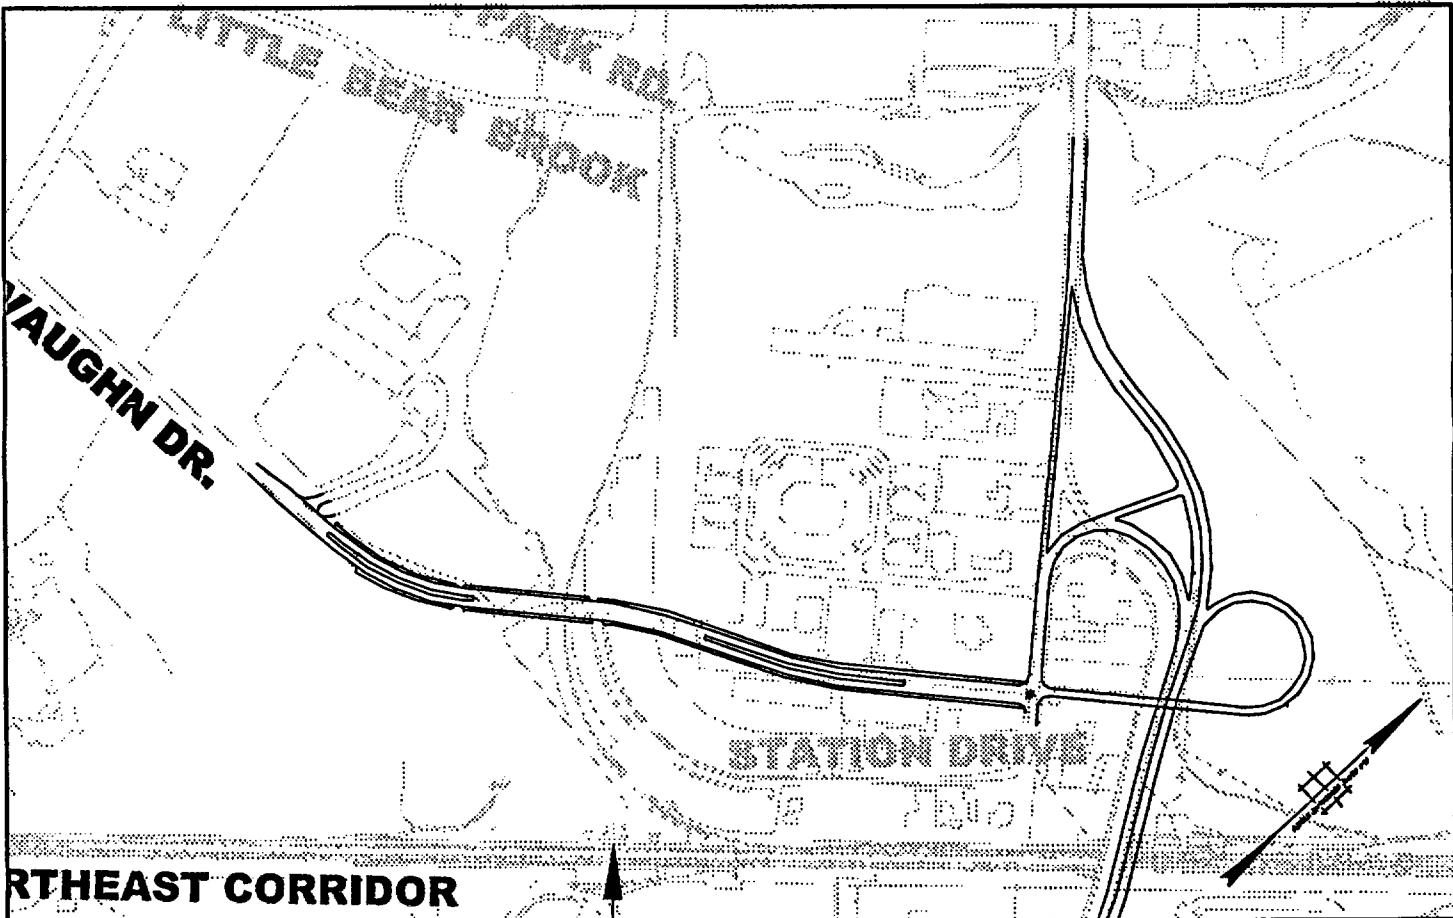 PARK RD.
LITTLE BEAR BROOK
VAUGHN DR.
STATION DRIVE
RTHEAST CORRIDOR